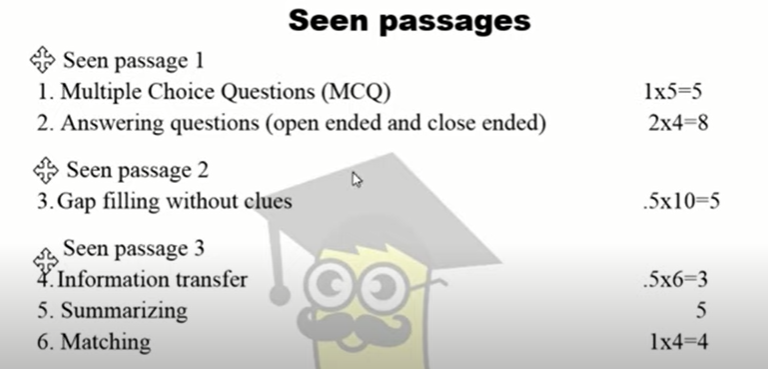 Seen passages
Seen passage 1
1. Multiple Choice Questions (MCQ) 1x5=5
2. Answering questions (open ended and close ended) 2x4=8
Seen passage 2
3. Gap filling without clues .5x10=5
Seen passage 3
4. Information transfer .5x6=3
5. Summarizing 5
6. Matching 1x4=4